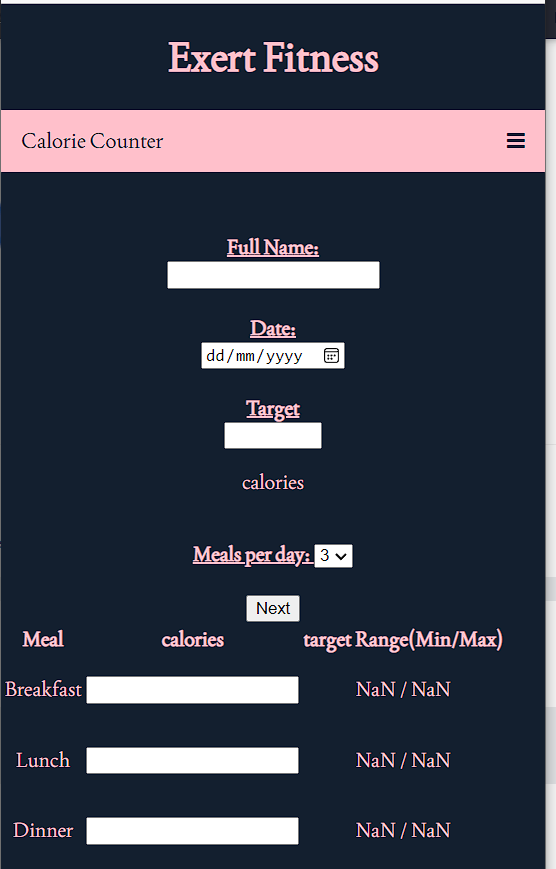 Exert Fitness
Calorie Counter
Full Name:
Date:
dd/mm/yyyy
Target
calories
Meals per day: 3
Next
Meal calories target Range(Min/Max)
Breakfast NaN / NaN
Lunch NaN / NaN
Dinner NaN / NaN